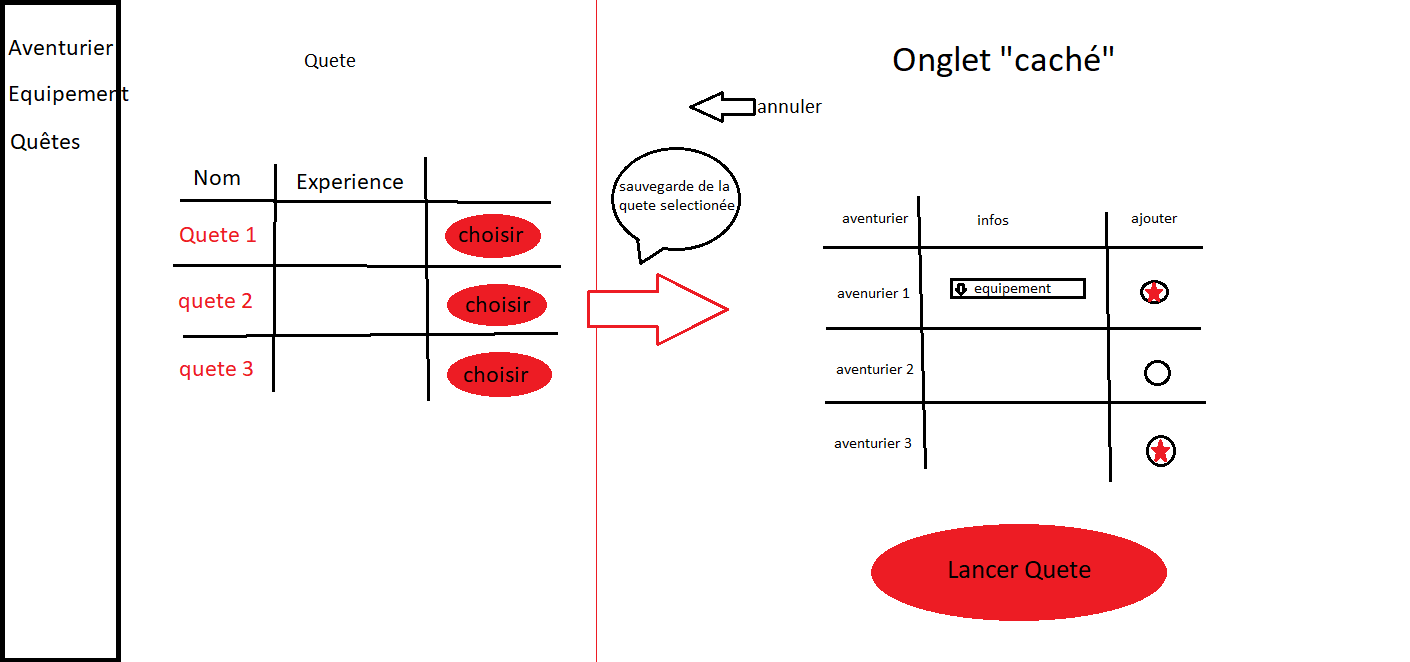 Aventurier
Equipement
Quêtes
Quete
Nom
Experience
Quete 1
choisir
quete 2
choisir
quete 3
choisir
sauvegarde de la
quete selectionée
Onglet "caché"
annuler
aventurier
infos
ajouter
avenurier 1
equipement
aventurier 2
aventurier 3
Lancer Quete